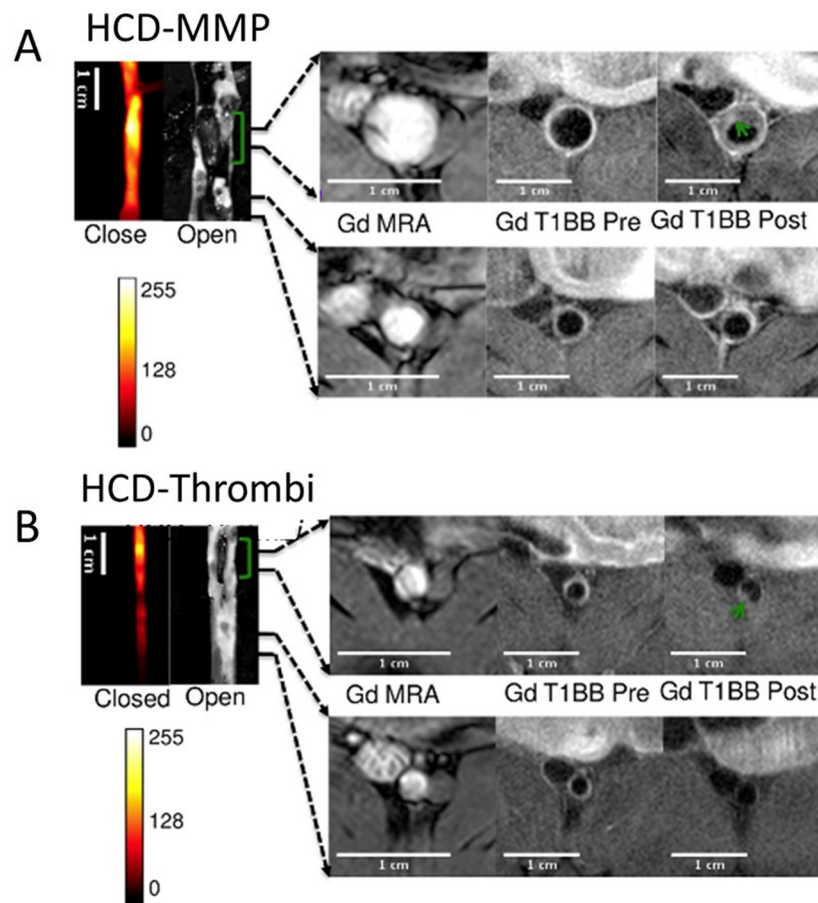 HCD-MMP
A
1 cm
Close Open
Gd MRA Gd T1BB Pre Gd T1BB Post
1 cm 1 cm 1 cm
1 cm 1 cm 1 cm
255
128
0
HCD-Thrombi
B
1 cm
Closed Open
1 cm 1 cm 1 cm
Gd MRA Gd T1BB Pre Gd T1BB Post
1 cm 1 cm 1 cm
255
128
0